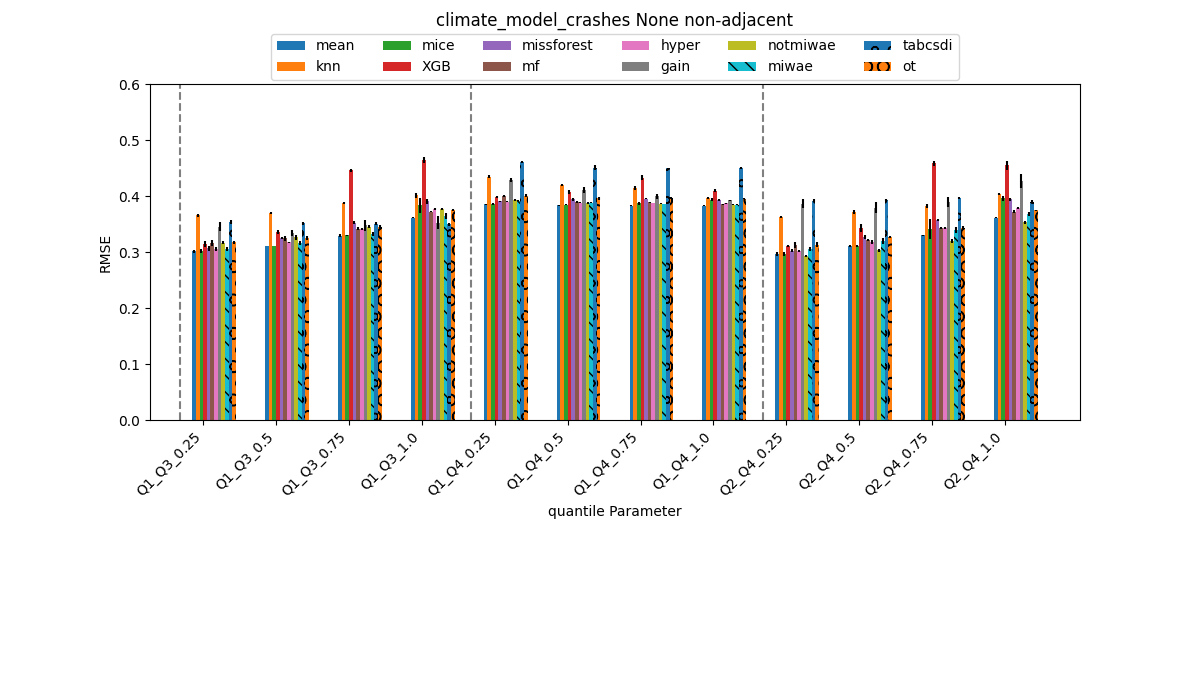 climate_model_crashes None non-adjacent
mean mice missforest hyper notmiwae tabcsdi
knn XGB mf gain miwae ot
0.6
0.5
0.4
0.3
0.2
0.1
0.0
RMSE
Q1_Q3_0.25
Q1_Q3_0.5
Q1_Q3_0.75
Q1_Q3_1.0
Q1_Q4_0.25
Q1_Q4_0.5
Q1_Q4_0.75
Q1_Q4_1.0
Q2_Q4_0.25
Q2_Q4_0.5
Q2_Q4_0.75
Q2_Q4_1.0
quantile Parameter